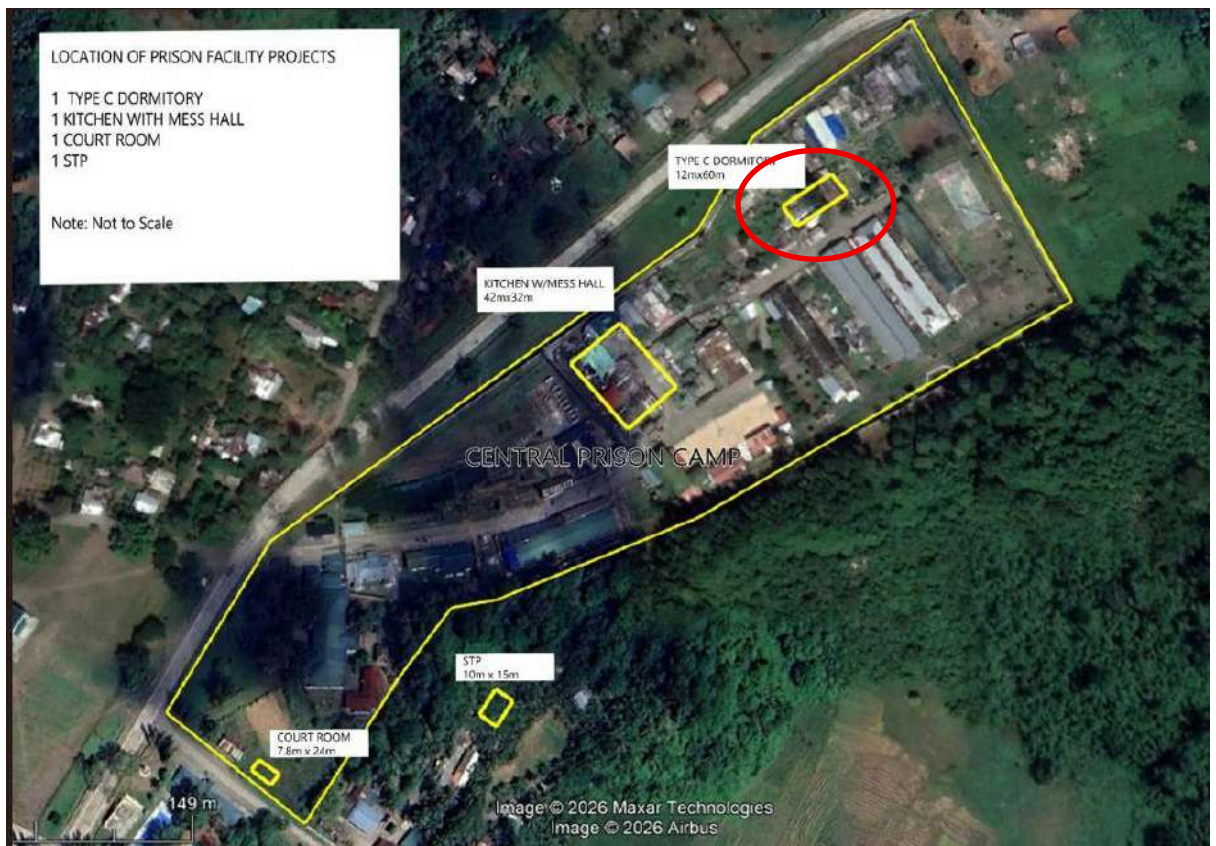 LOCATION OF PRISON FACILITY PROJECTS
1 TYPE C DORMITORY
1 KITCHEN WITH MESS HALL
1 COURT ROOM
1 STP
Note: Not to Scale
TYPE C DORMITORY
12mx60m
KITCHEN W/MESS HALL
42mx32m
CENTRAL PRISON CAMP
STP
10m x 15m
COURT ROOM
7.8m x 24m
149 m
Image © 2026 Maxar Technologies
Image © 2026 Airbus